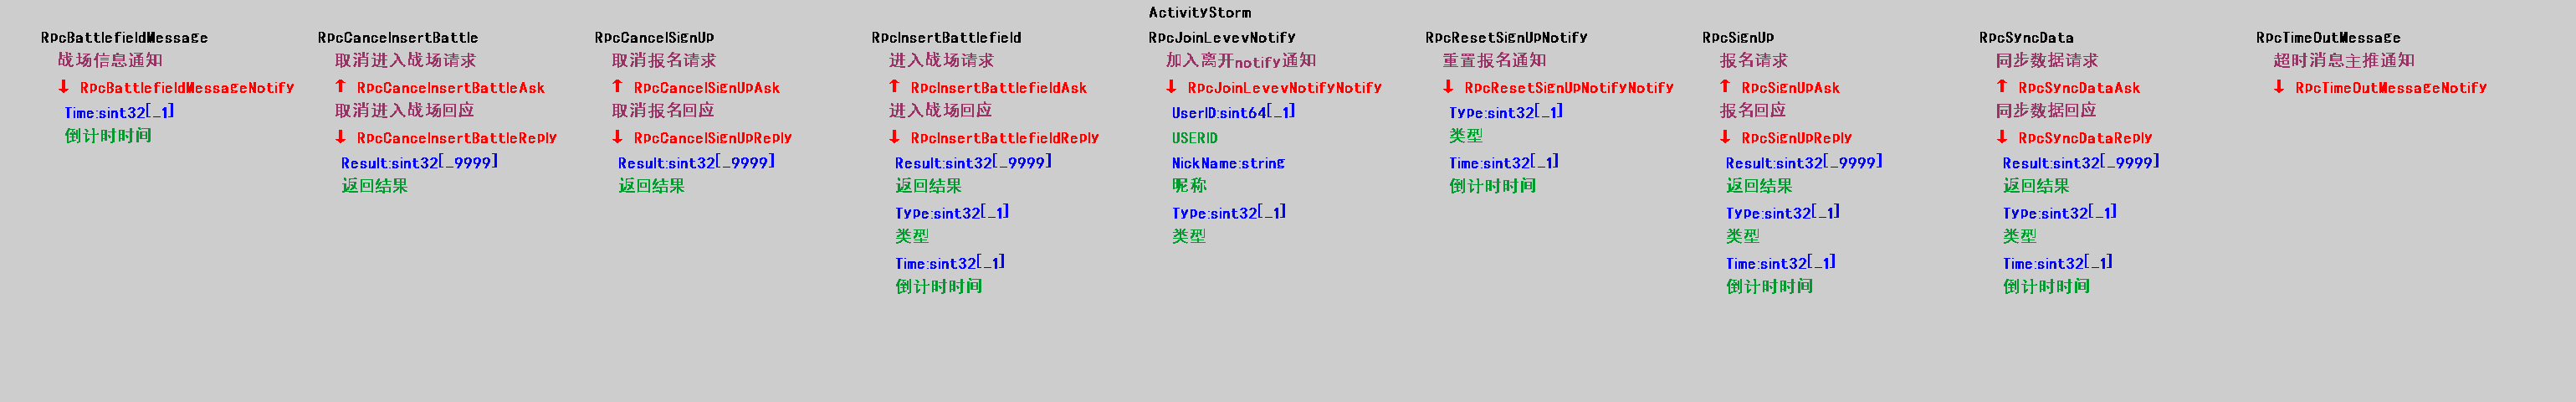 ActivityStorm
RpcBattlefieldMessage
战场信息通知
↓ RpcBattlefieldMessageNotify
Time:sint32[_1]
倒计时时间
RpcCancelInsertBattle
取消进入战场请求
↑ RpcCancelInsertBattleAsk
取消进入战场回应
↓ RpcCancelInsertBattleReply
Result:sint32[_9999]
返回结果
RpcCancelSignUp
取消报名请求
↑ RpcCancelSignUpAsk
取消报名回应
↓ RpcCancelSignUpReply
Result:sint32[_9999]
返回结果
RpcInsertBattlefield
进入战场请求
↑ RpcInsertBattlefieldAsk
进入战场回应
↓ RpcInsertBattlefieldReply
Result:sint32[_9999]
返回结果
Type:sint32[_1]
类型
Time:sint32[_1]
倒计时时间
RpcJoinLevevNotify
加入离开notify通知
↓ RpcJoinLevevNotifyNotify
UserID:sint64[_1]
USERID
NickName:string
昵称
Type:sint32[_1]
类型
RpcResetSignUpNotify
重置报名通知
↓ RpcResetSignUpNotifyNotify
Type:sint32[_1]
类型
Time:sint32[_1]
倒计时时间
RpcSignUp
报名请求
↑ RpcSignUpAsk
报名回应
↓ RpcSignUpReply
Result:sint32[_9999]
返回结果
Type:sint32[_1]
类型
Time:sint32[_1]
倒计时时间
RpcSyncData
同步数据请求
↑ RpcSyncDataAsk
同步数据回应
↓ RpcSyncDataReply
Result:sint32[_9999]
返回结果
Type:sint32[_1]
类型
Time:sint32[_1]
倒计时时间
RpcTimeOutMessage
超时消息主推通知
↓ RpcTimeOutMessageNotify